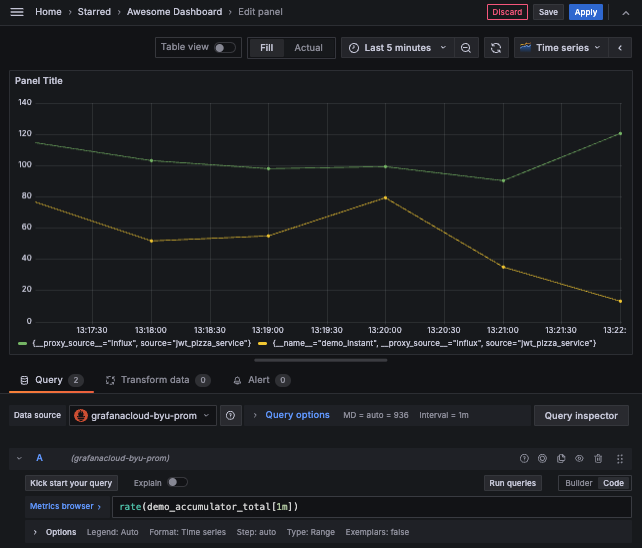 Home › Starred › Awesome Dashboard › Edit panel
Discard Save Apply
Table view Fill Actual Last 5 minutes Time series
Panel Title
140
120
100
80
60
40
20
0
13:17:30 13:18:00 13:18:30 13:19:00 13:19:30 13:20:00 13:20:30 13:21:00 13:21:30 13:22:
{__proxy_source__="influx", source="jwt_pizza_service"} {__name__="demo_instant", __proxy_source__="influx", source="jwt_pizza_service"}
Query 2 Transform data 0 Alert 0
Data source grafanacloud-byu-prom › Query options MD = auto = 936 Interval = 1m Query inspector
A (grafanacloud-byu-prom)
Kick start your query Explain Run queries Builder Code
Metrics browser › rate(demo_accumulator_total[1m])
› Options Legend: Auto Format: Time series Step: auto Type: Range Exemplars: false